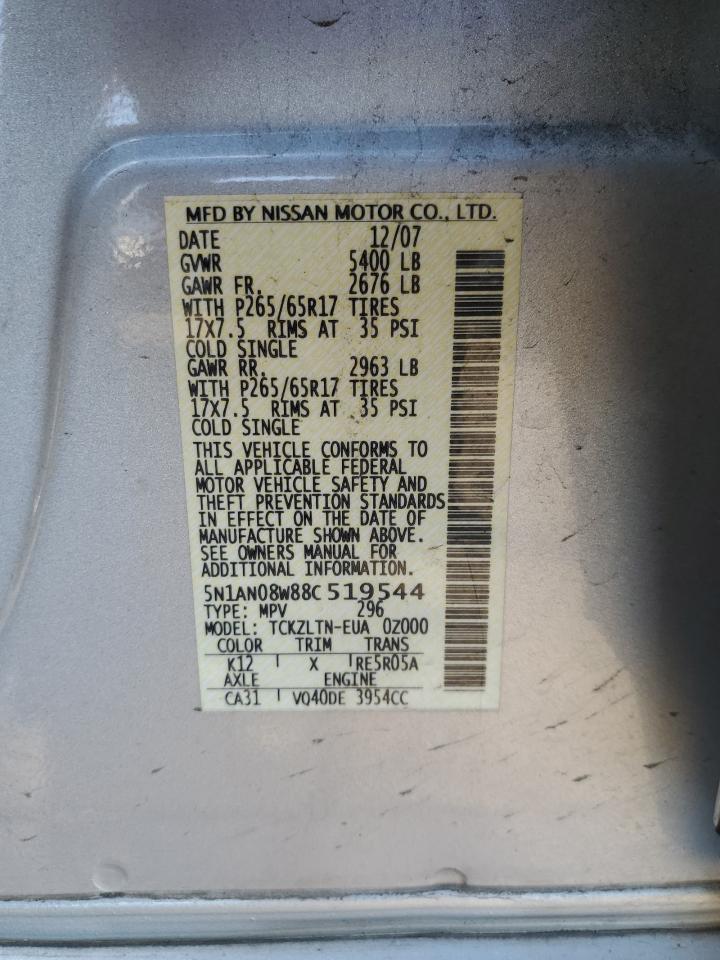 MFD BY NISSAN MOTOR CO., LTD.
DATE 12/07
GVWR 5400 LB
GAWR FR. 2676 LB
WITH P265/65R17 TIRES
17X7.5 RIMS AT 35 PSI
COLD SINGLE
GAWR RR. 2963 LB
WITH P265/65R17 TIRES
17X7.5 RIMS AT 35 PSI
COLD SINGLE
THIS VEHICLE CONFORMS TO
ALL APPLICABLE FEDERAL
MOTOR VEHICLE SAFETY AND
THEFT PREVENTION STANDARDS
IN EFFECT ON THE DATE OF
MANUFACTURE SHOWN ABOVE.
SEE OWNERS MANUAL FOR
ADDITIONAL INFORMATION.
5N1AN08W88C519544
TYPE: MPV 296
MODEL: TCKZLTN-EUA 0Z000
COLOR TRIM TRANS
K12 X RE5R05A
AXLE ENGINE
CA31 VQ40DE 3954CC